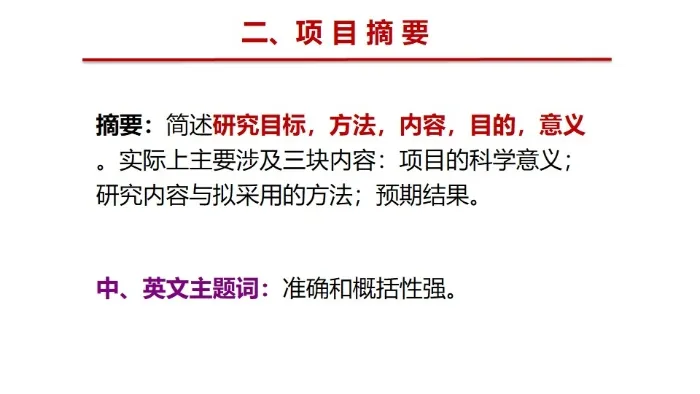 二、项 目 摘 要
摘要：简述研究目标，方法，内容，目的，意义
。实际上主要涉及三块内容：项目的科学意义；
研究内容与拟采用的方法；预期结果。
中、英文主题词：准确和概括性强。